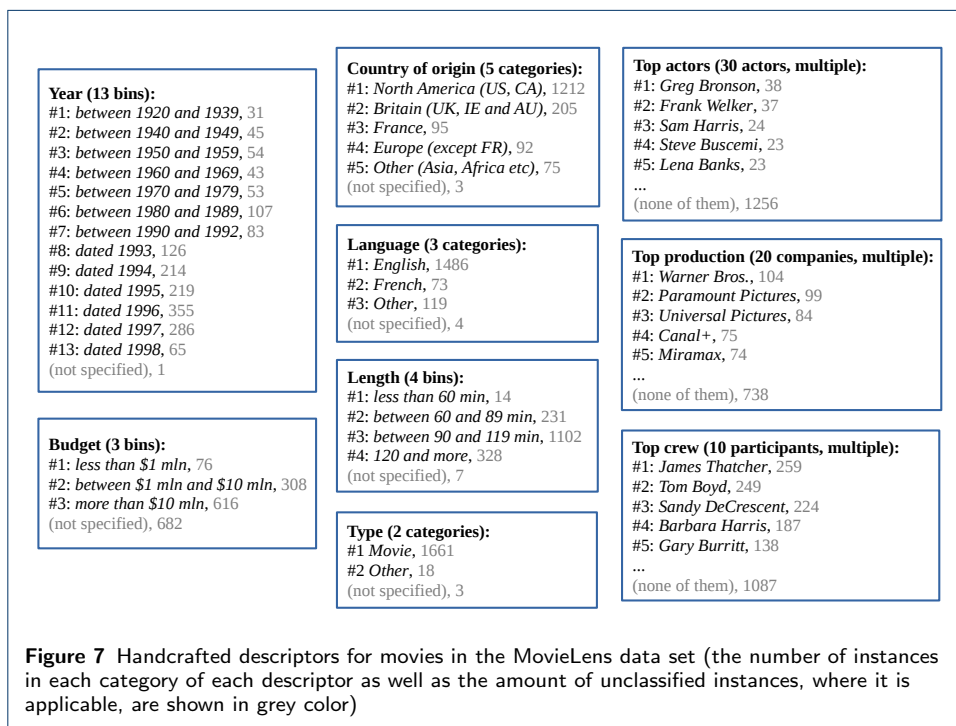 Year (13 bins):
#1: between 1920 and 1939, 31
#2: between 1940 and 1949, 45
#3: between 1950 and 1959, 54
#4: between 1960 and 1969, 43
#5: between 1970 and 1979, 53
#6: between 1980 and 1989, 107
#7: between 1990 and 1992, 83
#8: dated 1993, 126
#9: dated 1994, 214
#10: dated 1995, 219
#11: dated 1996, 355
#12: dated 1997, 286
#13: dated 1998, 65
(not specified), 1
Budget (3 bins):
#1: less than $1 mln, 76
#2: between $1 mln and $10 mln, 308
#3: more than $10 mln, 616
(not specified), 682
Country of origin (5 categories):
#1: North America (US, CA), 1212
#2: Britain (UK, IE and AU), 205
#3: France, 95
#4: Europe (except FR), 92
#5: Other (Asia, Africa etc), 75
(not specified), 3
Language (3 categories):
#1: English, 1486
#2: French, 73
#3: Other, 119
(not specified), 4
Length (4 bins):
#1: less than 60 min, 14
#2: between 60 and 89 min, 231
#3: between 90 and 119 min, 1102
#4: 120 and more, 328
(not specified), 7
Type (2 categories):
#1 Movie, 1661
#2 Other, 18
(not specified), 3
Top actors (30 actors, multiple):
#1: Greg Bronson, 38
#2: Frank Welker, 37
#3: Sam Harris, 24
#4: Steve Buscemi, 23
#5: Lena Banks, 23
...
(none of them), 1256
Top production (20 companies, multiple):
#1: Warner Bros., 104
#2: Paramount Pictures, 99
#3: Universal Pictures, 84
#4: Canal+, 75
#5: Miramax, 74
...
(none of them), 738
Top crew (10 participants, multiple):
#1: James Thatcher, 259
#2: Tom Boyd, 249
#3: Sandy DeCrescent, 224
#4: Barbara Harris, 187
#5: Gary Burritt, 138
...
(none of them), 1087
Figure 7 Handcrafted descriptors for movies in the MovieLens data set (the number of instances
in each category of each descriptor as well as the amount of unclassified instances, where it is
applicable, are shown in grey color)